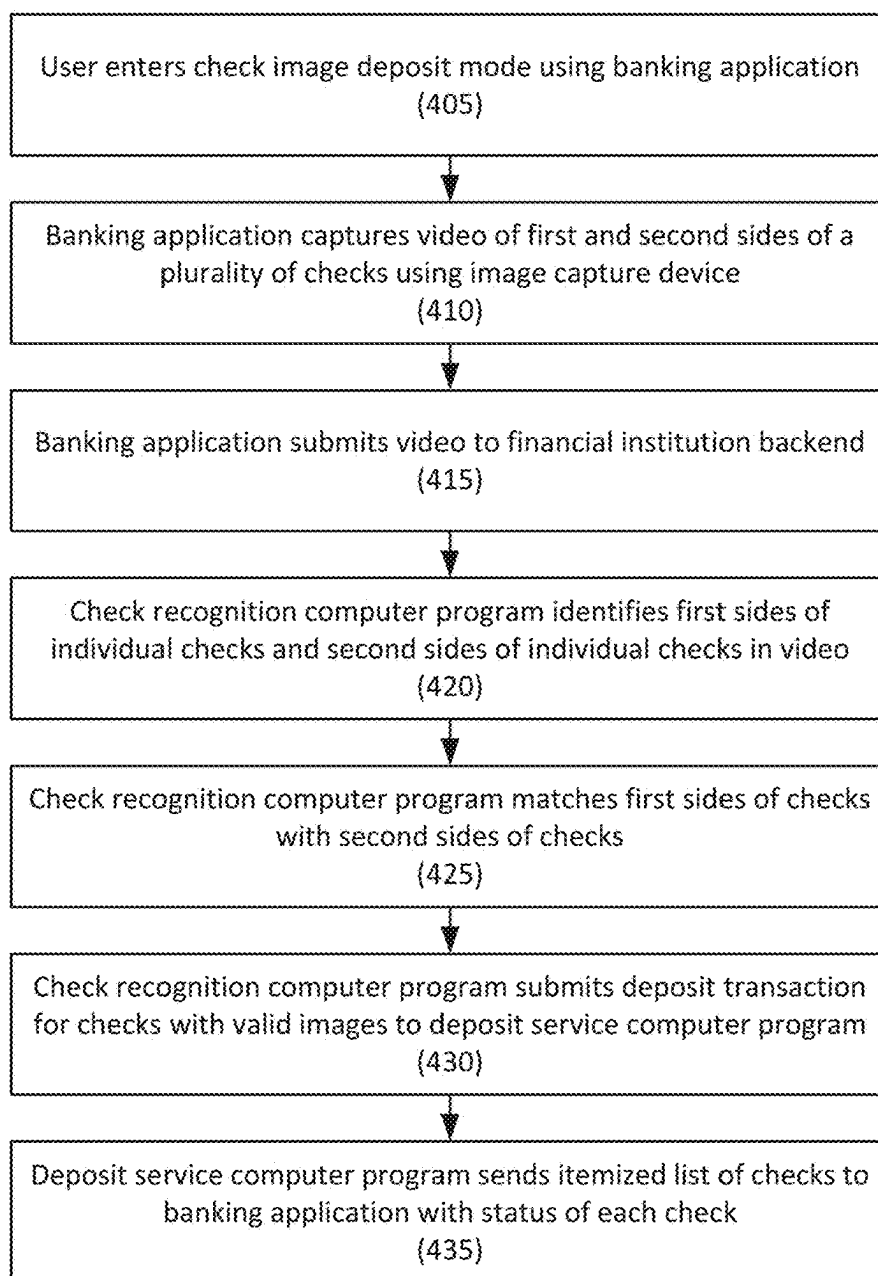 User enters check image deposit mode using banking application
(405)
Banking application captures video of first and second sides of a
plurality of checks using image capture device
(410)
Banking application submits video to financial institution backend
(415)
Check recognition computer program identifies first sides of
individual checks and second sides of individual checks in video
(420)
Check recognition computer program matches first sides of checks
with second sides of checks
(425)
Check recognition computer program submits deposit transaction
for checks with valid images to deposit service computer program
(430)
Deposit service computer program sends itemized list of checks to
banking application with status of each check
(435)